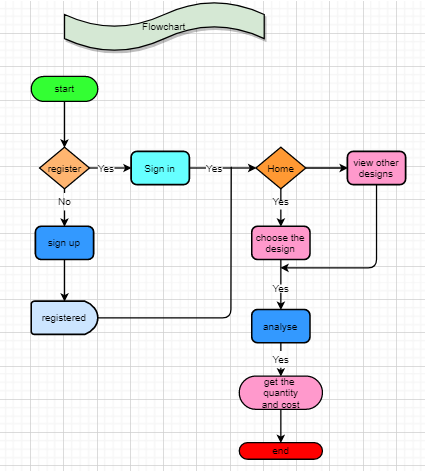 Flowchart
start
register
Yes
Sign in
Yes
Home
view other
designs
No
Yes
sign up
choose the
design
Yes
registered
analyse
Yes
get the
quantity
and cost
end